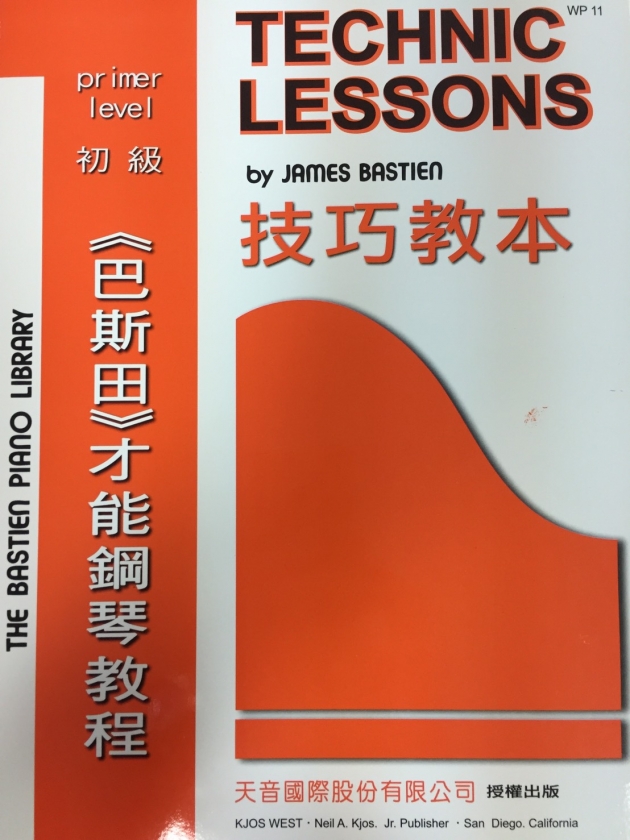 WP 11
TECHNIC
LESSONS
by JAMES BASTIEN
技巧教本
primer
level
初級
《巴斯田》才能鋼琴教程
THE BASTIEN PIANO LIBRARY
天音國際股份有限公司 授權出版
KJOS WEST · Neil A. Kjos. Jr. Publisher · San Diego. California